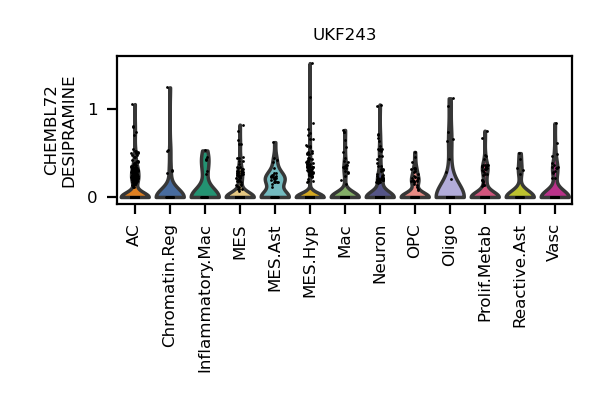 UKF243
CHEMBL72
DESIPRAMINE
1
0
AC
Chromatin.Reg
Inflammatory.Mac
MES
MES.Ast
MES.Hyp
Mac
Neuron
OPC
Oligo
Prolif.Metab
Reactive.Ast
Vasc